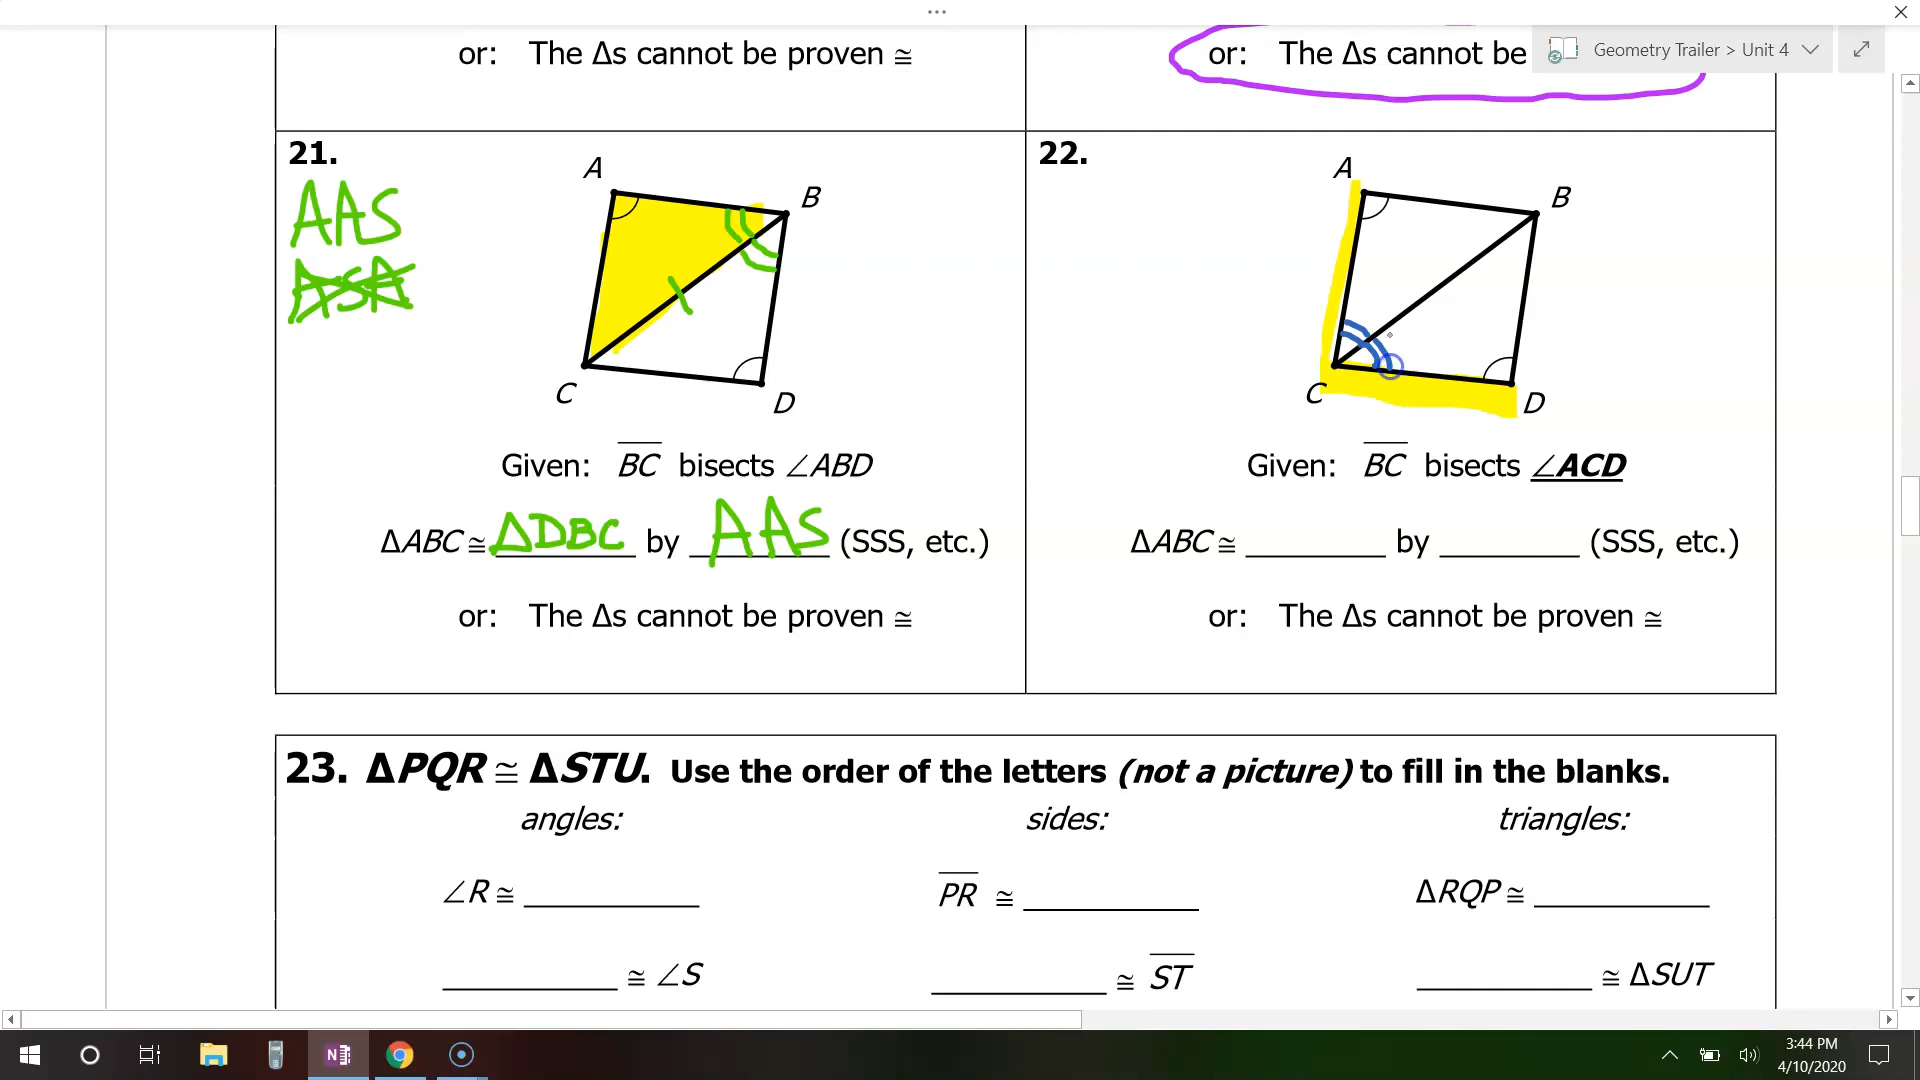 or: The Δs cannot be proven ≅
or: The Δs cannot be
Geometry Trailer > Unit 4
21.
AAS
ASA
A
B
C
D
Given: BC bisects ∠ABD
ΔABC ≅ ΔDBC by AAS (SSS, etc.)
or: The Δs cannot be proven ≅
22.
A
B
C
D
Given: BC bisects ∠ACD
ΔABC ≅ ________ by ________ (SSS, etc.)
or: The Δs cannot be proven ≅
23. ΔPQR ≅ ΔSTU. Use the order of the letters (not a picture) to fill in the blanks.
angles: sides: triangles:
∠R ≅ ________ PR ≅ ________ ΔRQP ≅ ________
________ ≅ ∠S ________ ≅ ST ________ ≅ ΔSUT
N
3:44 PM
4/10/2020